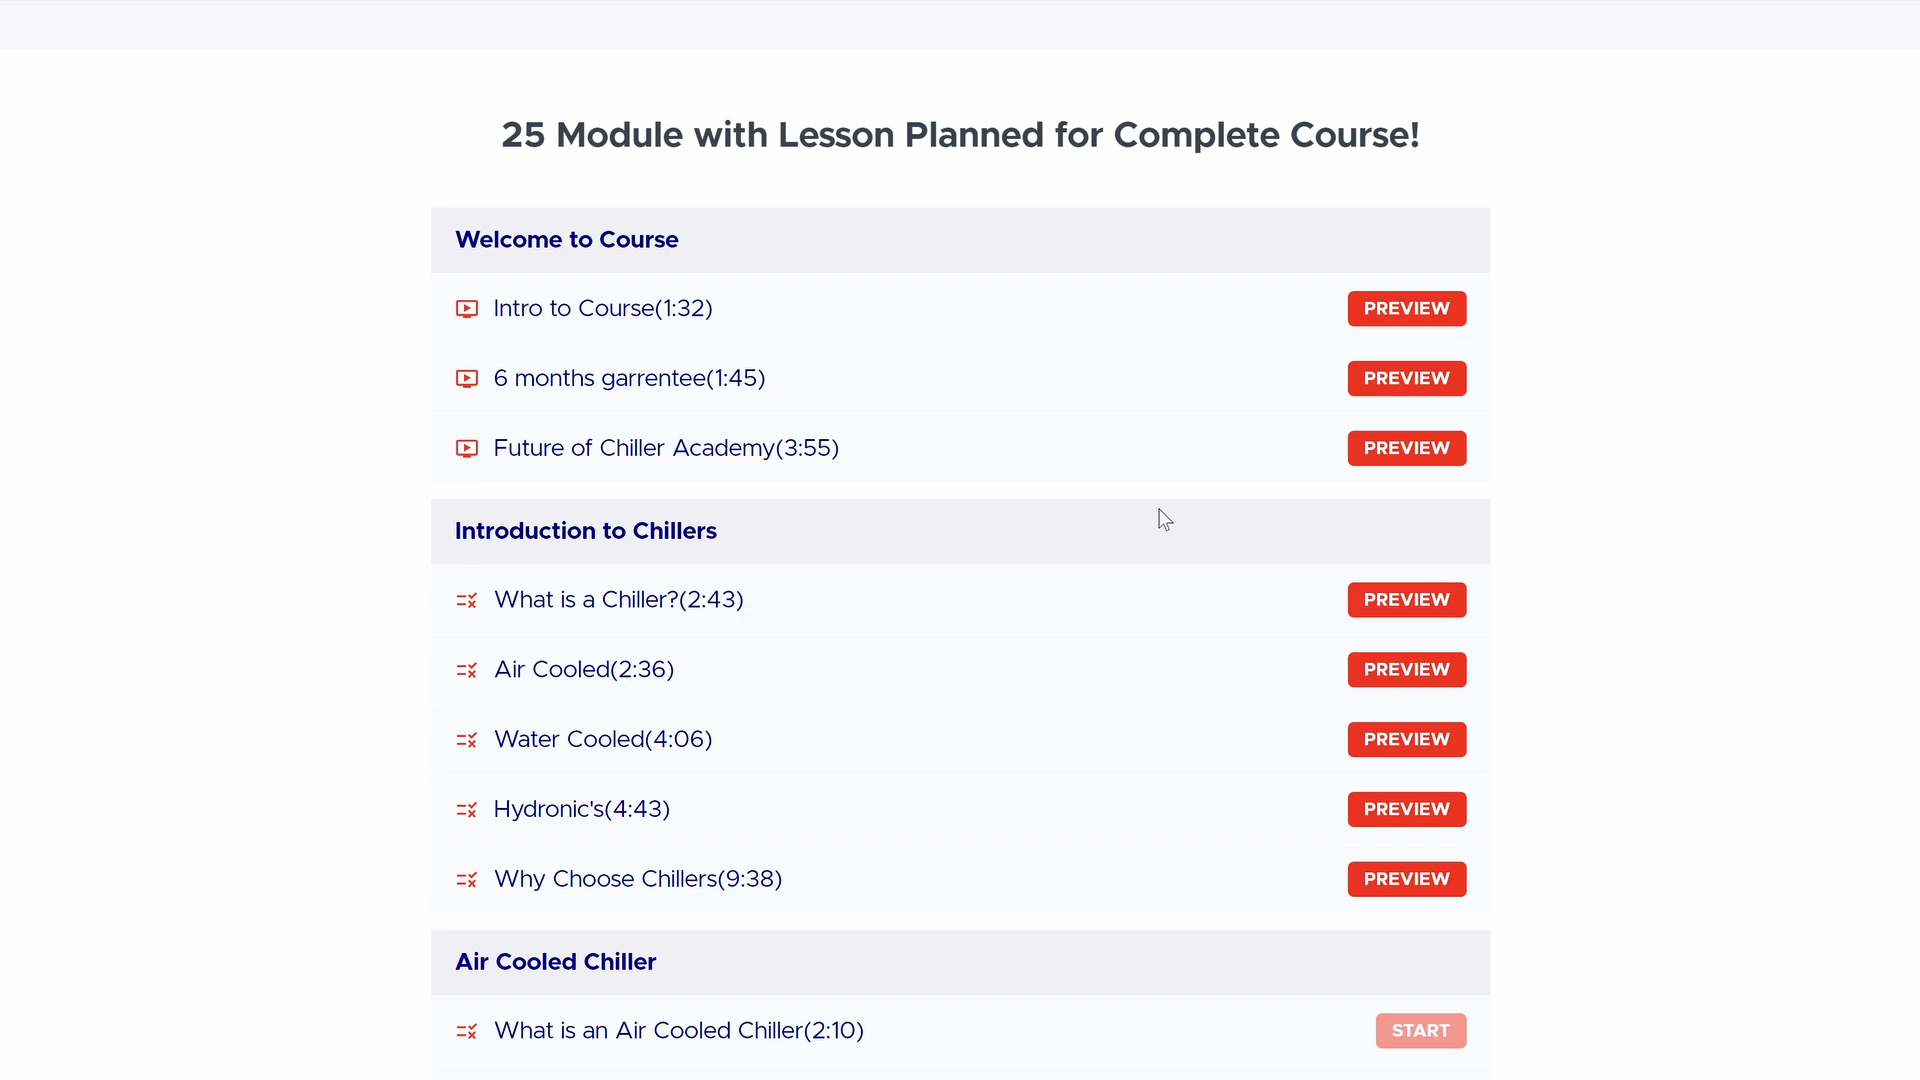 25 Module with Lesson Planned for Complete Course!
Welcome to Course
Intro to Course(1:32)
PREVIEW
6 months garrentee(1:45)
PREVIEW
Future of Chiller Academy(3:55)
PREVIEW
Introduction to Chillers
What is a Chiller?(2:43)
PREVIEW
Air Cooled(2:36)
PREVIEW
Water Cooled(4:06)
PREVIEW
Hydronic's(4:43)
PREVIEW
Why Choose Chillers(9:38)
PREVIEW
Air Cooled Chiller
What is an Air Cooled Chiller(2:10)
START